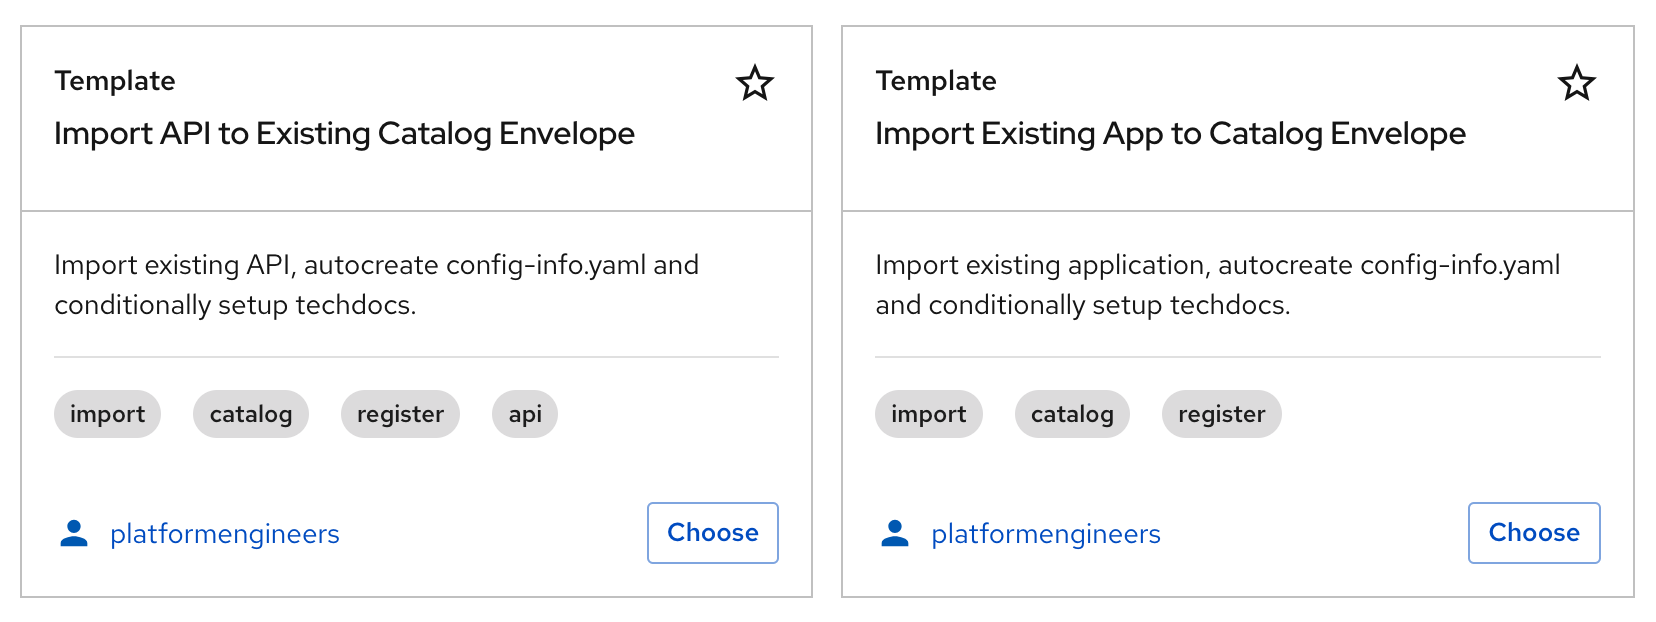 Template
Import API to Existing Catalog Envelope
Import existing API, autocreate config-info.yaml and
conditionally setup techdocs.
import catalog register api
platformengineers Choose
Template
Import Existing App to Catalog Envelope
Import existing application, autocreate config-info.yaml
and conditionally setup techdocs.
import catalog register
platformengineers Choose